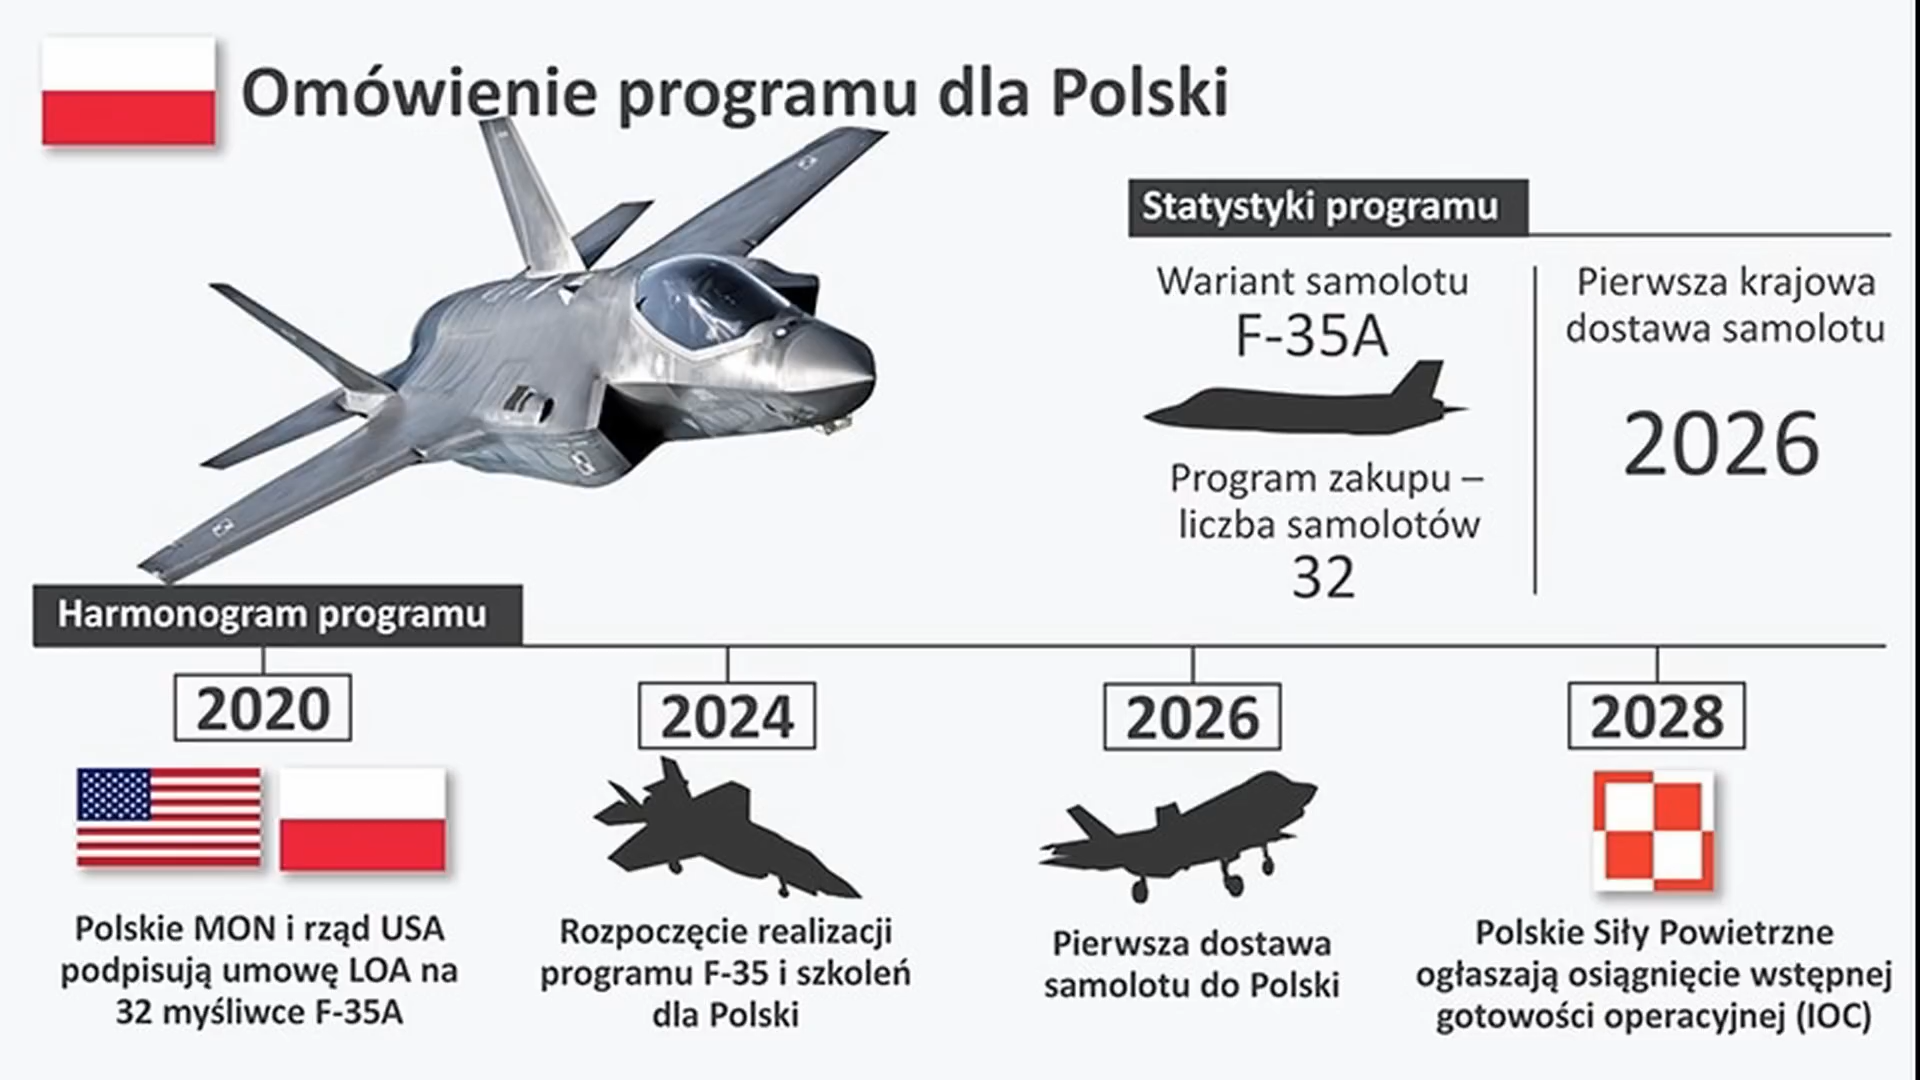 Omówienie programu dla Polski
Statystyki programu
Wariant samolotu
F-35A
Program zakupu –
liczba samolotów
32
Pierwsza krajowa
dostawa samolotu
2026
Harmonogram programu
2020
Polskie MON i rząd USA
podpisują umowę LOA na
32 myśliwce F-35A
2024
Rozpoczęcie realizacji
programu F-35 i szkoleń
dla Polski
2026
Pierwsza dostawa
samolotu do Polski
2028
Polskie Siły Powietrzne
ogłaszają osiągnięcie wstępnej
gotowości operacyjnej (IOC)